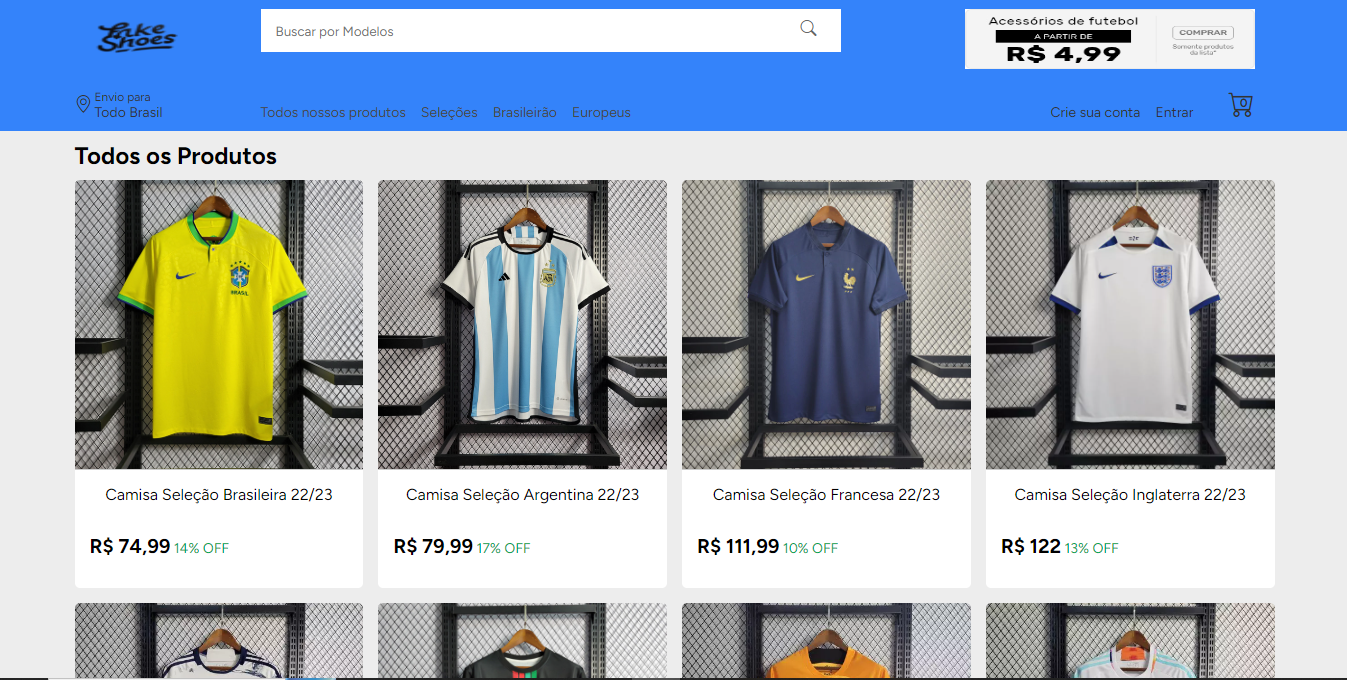 Fake
Shoes
Buscar por Modelos
Acessórios de futebol
A PARTIR DE
R$ 4,99
COMPRAR
Somente produtos
da lista*
Envio para
Todo Brasil
Todos nossos produtos
Seleções
Brasileirão
Europeus
Crie sua conta
Entrar
0
Todos os Produtos
BRASIL
Camisa Seleção Brasileira 22/23
R$ 74,99 14% OFF
Camisa Seleção Argentina 22/23
R$ 79,99 17% OFF
Camisa Seleção Francesa 22/23
R$ 111,99 10% OFF
Camisa Seleção Inglaterra 22/23
R$ 122 13% OFF